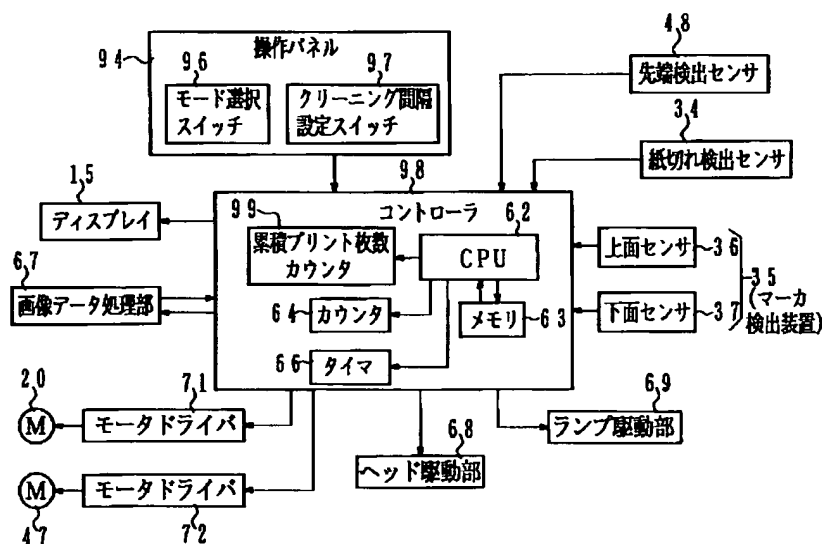 操作パネル
94
96
97
モード選択
スイッチ
クリーニング間隔
設定スイッチ
48
先端検出センサ
34
紙切れ検出センサ
98
15
ディスプレイ
99
コントローラ
62
累積プリント枚数
カウンタ
CPU
上面センサ
36
35
(マーカ
検出装置)
67
画像データ処理部
64
カウンタ
メモリ
63
下面センサ
37
66
タイマ
20
M
71
モータドライバ
69
ランプ駆動部
68
ヘッド駆動部
M
47
モータドライバ
72